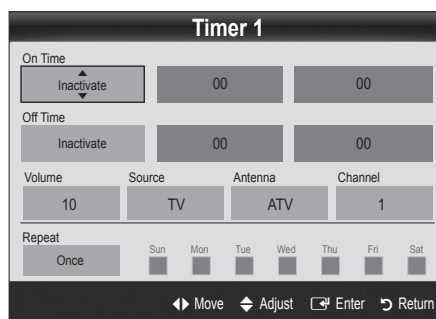 Timer 1
On Time
Inactivate 00 00
Off Time
Inactivate 00 00
Volume Source Antenna Channel
10 TV ATV 1
Repeat
Once Sun Mon Tue Wed Thu Fri Sat
Move Adjust Enter Return